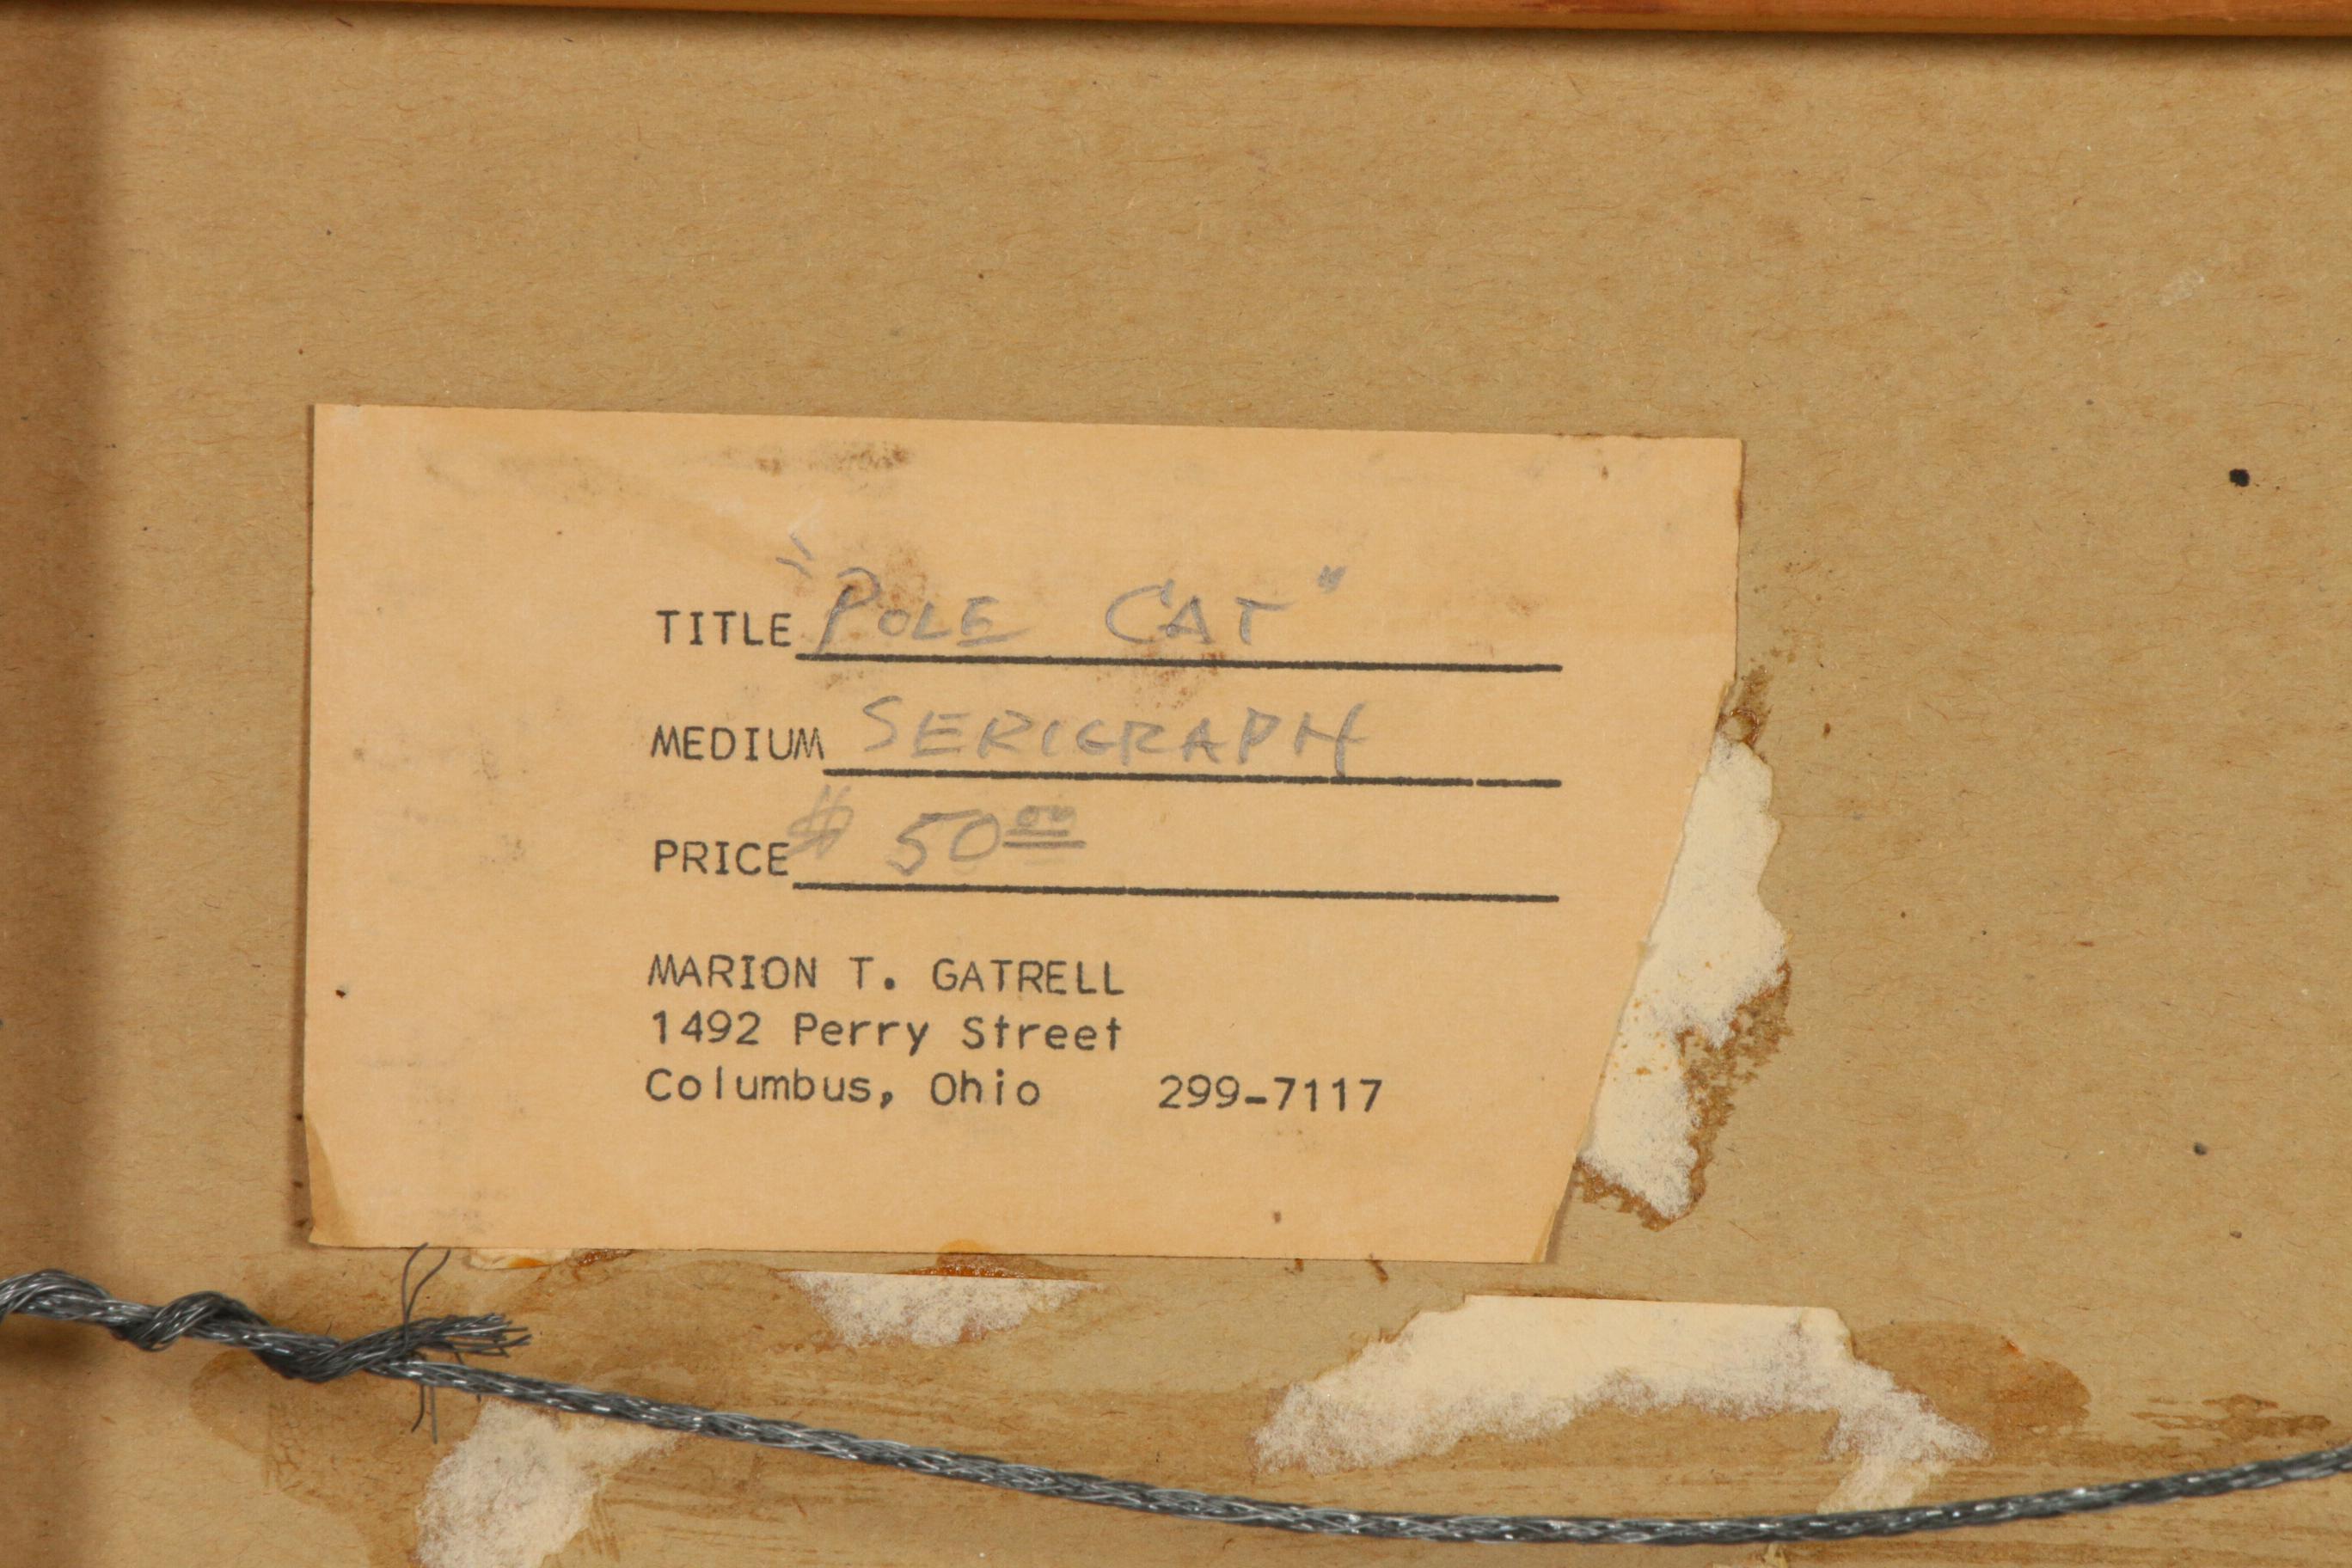 TITLE "POLE CAT"
MEDIUM SERIGRAPH
PRICE $ 50.00
MARION T. GATRELL
1492 Perry Street
Columbus, Ohio 299-7117